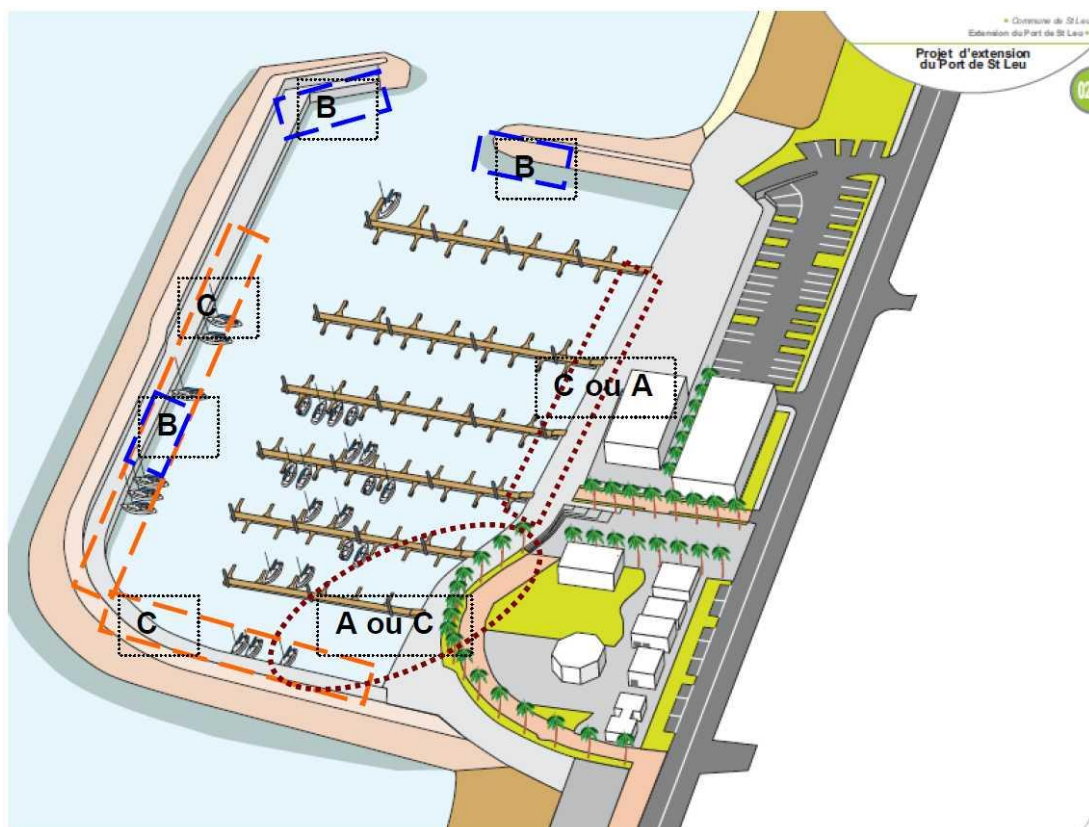 • Commune de St Leu
Extension du Port de St Leu •
Projet d'extension
du Port de St Leu
02
B
B
C
C ou A
B
C
A ou C